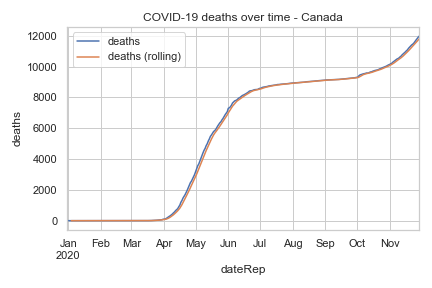 COVID-19 deaths over time - Canada
deaths
deaths (rolling)
deaths
12000
10000
8000
6000
4000
2000
0
Jan Feb Mar Apr May Jun Jul Aug Sep Oct Nov
2020
dateRep